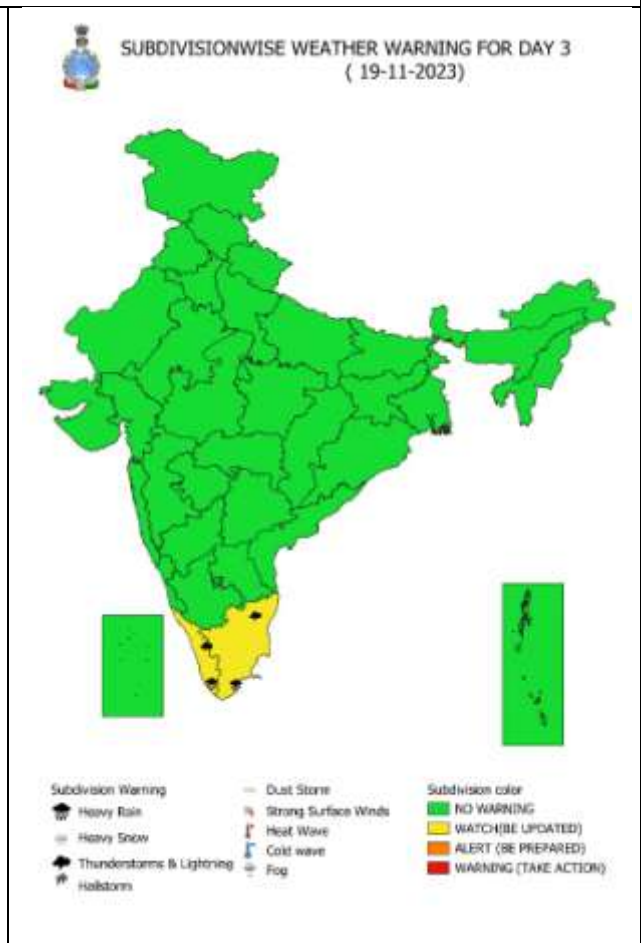 SUBDIVISIONWISE WEATHER WARNING FOR DAY 3
( 19-11-2023)
Subdivision Warning
Heavy Rain
Heavy Snow
Thunderstorms & Lightning
Hailstorm
Dust Storm
Strong Surface Winds
Heat Wave
Cold wave
Fog
Subdivision color
NO WARNING
WATCH(BE UPDATED)
ALERT (BE PREPARED)
WARNING (TAKE ACTION)